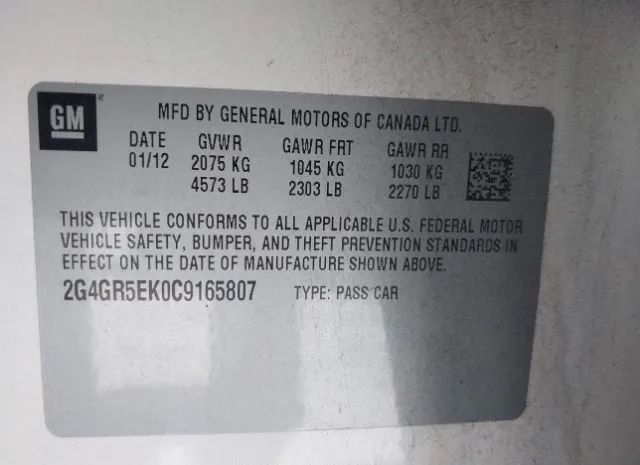 GM
MFD BY GENERAL MOTORS OF CANADA LTD.
DATE GVWR GAWR FRT GAWR RR
01/12 2075 KG 1045 KG 1030 KG
4573 LB 2303 LB 2270 LB
THIS VEHICLE CONFORMS TO ALL APPLICABLE U.S. FEDERAL MOTOR
VEHICLE SAFETY, BUMPER, AND THEFT PREVENTION STANDARDS IN
EFFECT ON THE DATE OF MANUFACTURE SHOWN ABOVE.
2G4GR5EK0C9165807 TYPE: PASS CAR